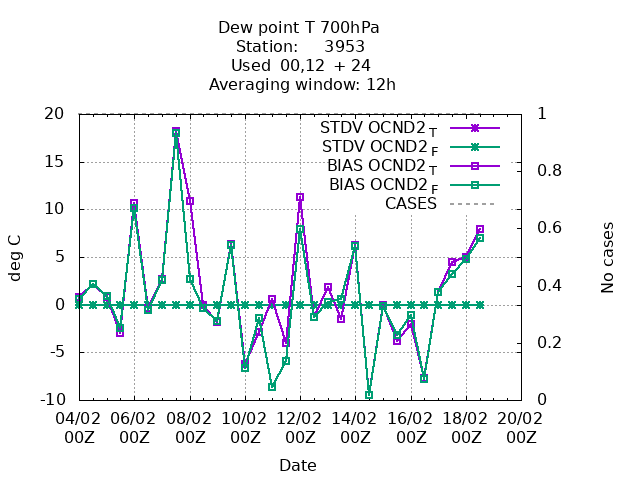 Dew point T 700hPa
Station: 3953
Used 00,12 + 24
Averaging window: 12h
STDV OCND2 T
STDV OCND2 F
BIAS OCND2 T
BIAS OCND2 F
CASES
20
15
10
5
0
-5
-10
deg C
1
0.8
0.6
0.4
0.2
0
No cases
04/02 06/02 08/02 10/02 12/02 14/02 16/02 18/02 20/02
00Z 00Z 00Z 00Z 00Z 00Z 00Z 00Z 00Z
Date